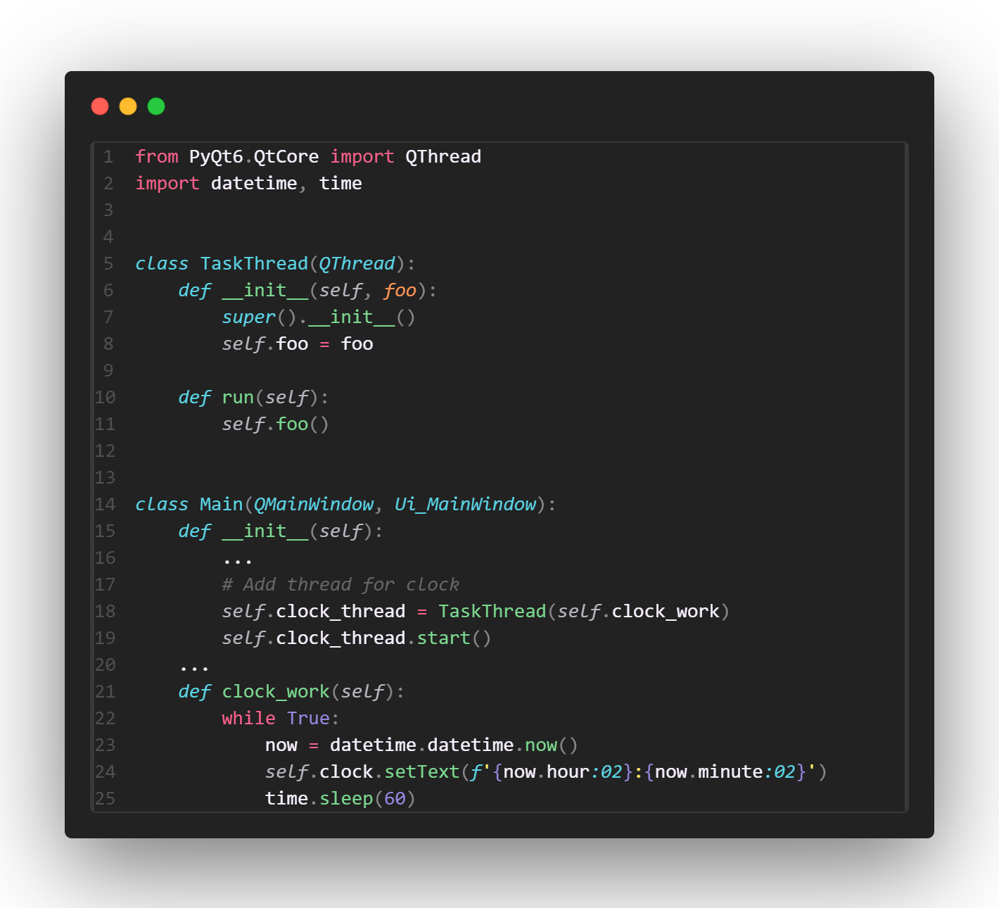 1 from PyQt6.QtCore import QThread
2 import datetime, time
3
4
5 class TaskThread(QThread):
6     def __init__(self, foo):
7         super().__init__()
8         self.foo = foo
9
10     def run(self):
11         self.foo()
12
13
14 class Main(QMainWindow, Ui_MainWindow):
15     def __init__(self):
16         ...
17         # Add thread for clock
18         self.clock_thread = TaskThread(self.clock_work)
19         self.clock_thread.start()
20     ...
21     def clock_work(self):
22         while True:
23             now = datetime.datetime.now()
24             self.clock.setText(f'{now.hour:02}:{now.minute:02}')
25             time.sleep(60)